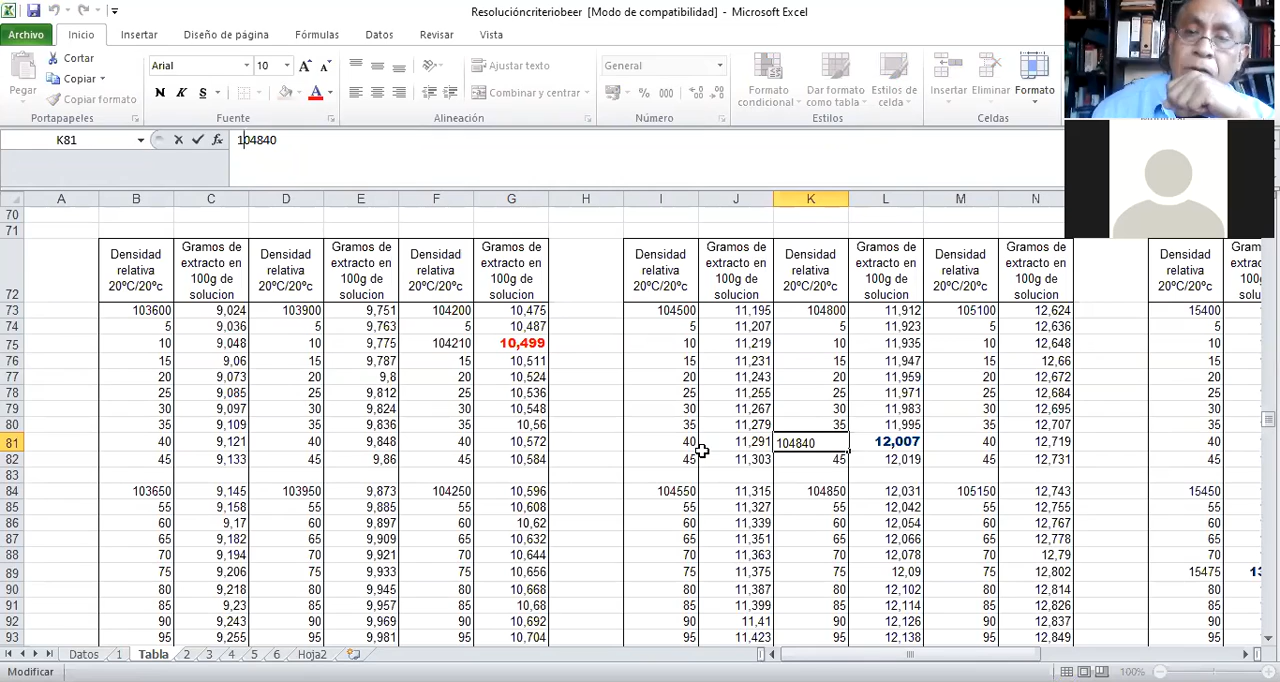 Resolucióncriteriobeer [Modo de compatibilidad] - Microsoft Excel
Archivo Inicio Insertar Diseño de página Fórmulas Datos Revisar Vista
Pegar
Cortar
Copiar
Copiar formato
Portapapeles
Arial 10
N K S
Fuente
Ajustar texto
Combinar y centrar
Alineación
General
% 000
Número
Formato condicional
Dar formato como tabla
Estilos de celda
Estilos
Insertar Eliminar Formato
Celdas
K81 fx 104840
A B C D E F G H I J K L M N
70
71
72 Densidad relativa 20ºC/20ºc Gramos de extracto en 100g de solucion Densidad relativa 20ºC/20ºc Gramos de extracto en 100g de solucion Densidad relativa 20ºC/20ºc Gramos de extracto en 100g de solucion Densidad relativa 20ºC/20ºc Gramos de extracto en 100g de solucion Densidad relativa 20ºC/20ºc Gramos de extracto en 100g de solucion Densidad relativa 20ºC/20ºc Gramos de extracto en 100g de solucion Densidad relativa 20ºC/20ºc
73 103600 9,024 103900 9,751 104200 10,475 104500 11,195 104800 11,912 105100 12,624 15400
74 5 9,036 5 9,763 5 10,487 5 11,207 5 11,923 5 12,636 5
75 10 9,048 10 9,775 104210 10,499 10 11,219 10 11,935 10 12,648 10
76 15 9,06 15 9,787 15 10,511 15 11,231 15 11,947 15 12,66 15
77 20 9,073 20 9,8 20 10,524 20 11,243 20 11,959 20 12,672 20
78 25 9,085 25 9,812 25 10,536 25 11,255 25 11,971 25 12,684 25
79 30 9,097 30 9,824 30 10,548 30 11,267 30 11,983 30 12,695 30
80 35 9,109 35 9,836 35 10,56 35 11,279 35 11,995 35 12,707 35
81 40 9,121 40 9,848 40 10,572 40 11,291 104840 12,007 40 12,719 40
82 45 9,133 45 9,86 45 10,584 45 11,303 45 12,019 45 12,731 45
83
84 103650 9,145 103950 9,873 104250 10,596 104550 11,315 104850 12,031 105150 12,743 15450
85 55 9,158 55 9,885 55 10,608 55 11,327 55 12,042 55 12,755 55
86 60 9,17 60 9,897 60 10,62 60 11,339 60 12,054 60 12,767 60
87 65 9,182 65 9,909 65 10,632 65 11,351 65 12,066 65 12,778 65
88 70 9,194 70 9,921 70 10,644 70 11,363 70 12,078 70 12,79 70
89 75 9,206 75 9,933 75 10,656 75 11,375 75 12,09 75 12,802 15475
90 80 9,218 80 9,945 80 10,668 80 11,387 80 12,102 80 12,814 80
91 85 9,23 85 9,957 85 10,68 85 11,399 85 12,114 85 12,826 85
92 90 9,243 90 9,969 90 10,692 90 11,41 90 12,126 90 12,837 90
93 95 9,255 95 9,981 95 10,704 95 11,423 95 12,138 95 12,849 95
Datos 1 Tabla 2 3 4 5 6 Hoja2
Modificar 100%